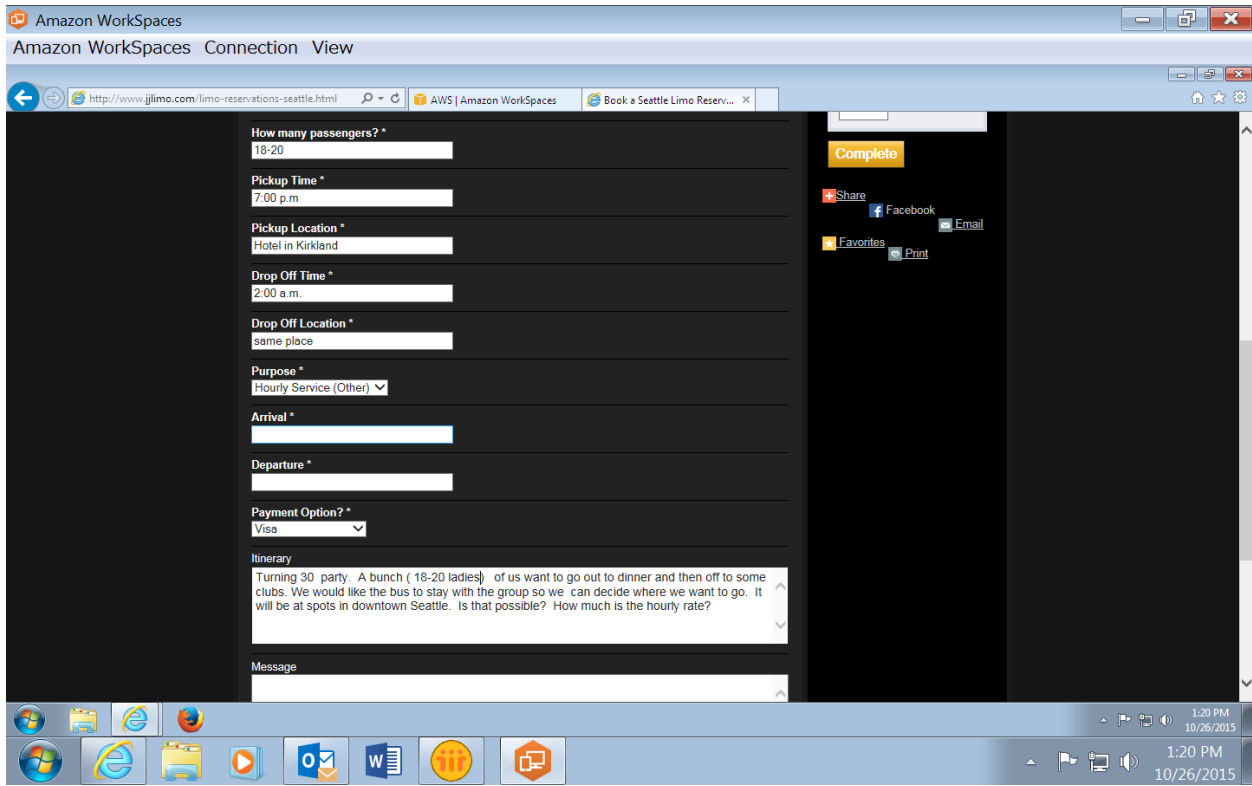 Amazon WorkSpaces
Amazon WorkSpaces Connection View
http://www.jjlimo.com/limo-reservations-seattle.html
AWS | Amazon WorkSpaces
Book a Seattle Limo Reserv...
How many passengers? *
18-20
Complete
Pickup Time *
7:00 p.m
Share
Facebook
Email
Pickup Location *
Hotel in Kirkland
Favorites
Print
Drop Off Time *
2:00 a.m.
Drop Off Location *
same place
Purpose *
Hourly Service (Other)
Arrival *
Departure *
Payment Option? *
Visa
Itinerary
Turning 30 party. A bunch ( 18-20 ladies) of us want to go out to dinner and then off to some
clubs. We would like the bus to stay with the group so we can decide where we want to go. It
will be at spots in downtown Seattle. Is that possible? How much is the hourly rate?
Message
1:20 PM
10/26/2015
1:20 PM
10/26/2015